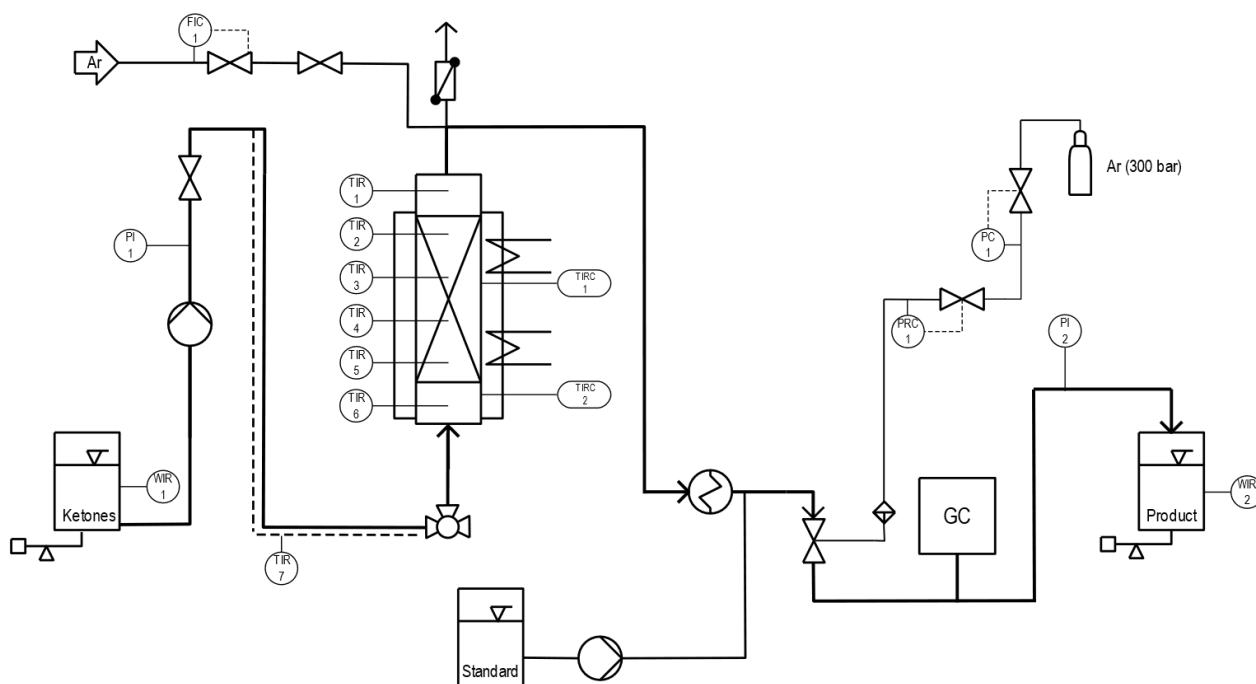 FIC
1
Ar
TIR
1
TIR
2
TIR
3
TIR
4
TIR
5
TIR
6
TIRC
1
TIRC
2
PI
1
Ketones
WIR
1
TIR
7
Standard
Ar (300 bar)
PC
1
PRC
1
PI
2
GC
Product
WIR
2